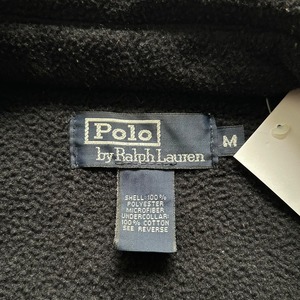 Polo
by Ralph Lauren
M
SHELL: 100%
POLYESTER
MICROFIBER
UNDERCOLLAR:
100% COTTON
SEE REVERSE